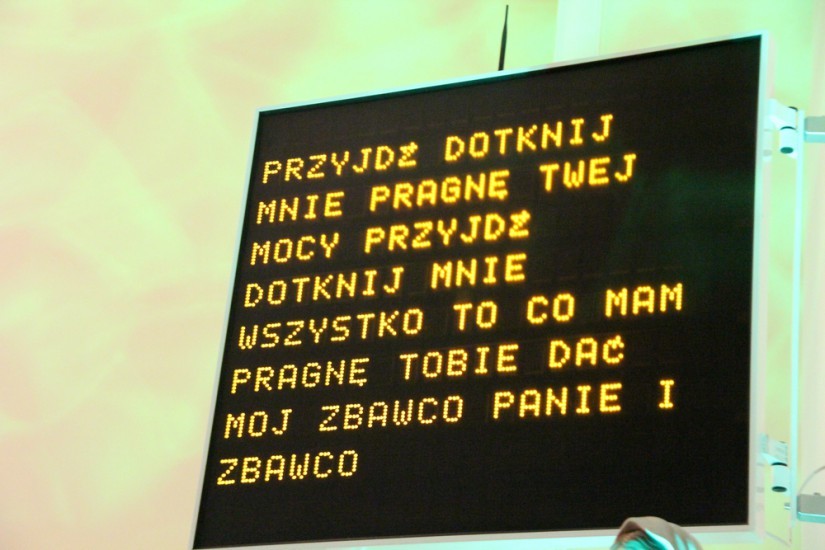 PRZYJDŹ DOTKNIJ
MNIE PRAGNĘ TWEJ
MOCY PRZYJDŹ
DOTKNIJ MNIE
WSZYSTKO TO CO MAM
PRAGNĘ TOBIE DAĆ
MOJ ZBAWCO PANIE I
ZBAWCO